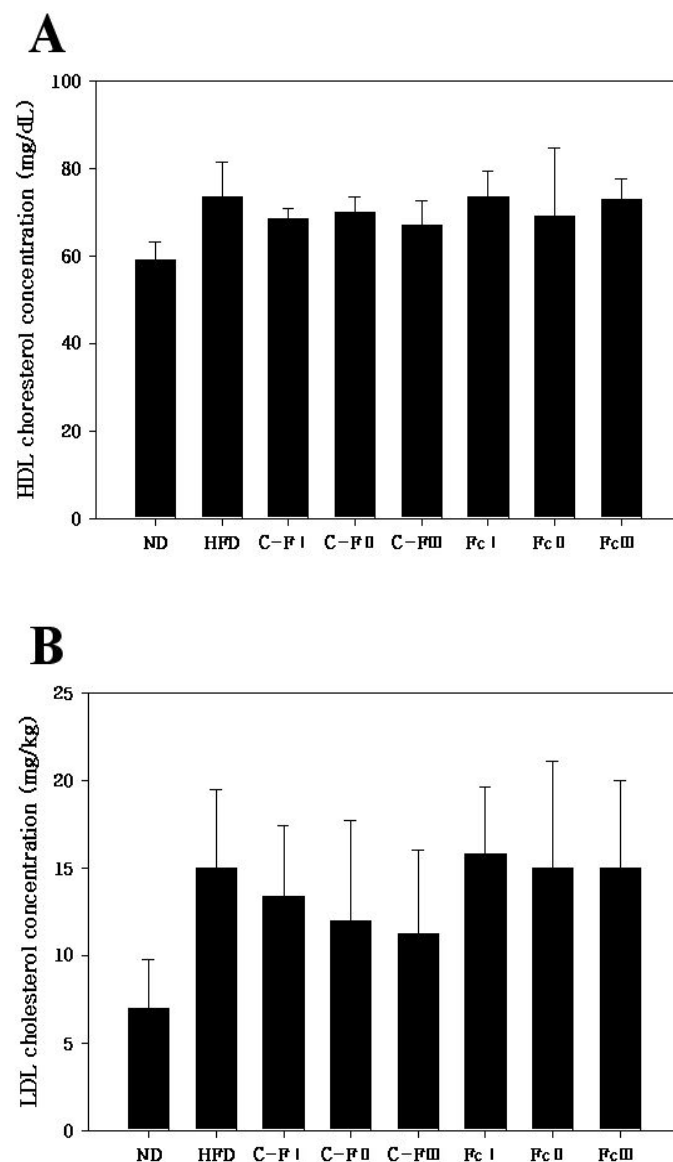 A
HDL choresterol concentration (mg/dL)
100
80
60
40
20
0
ND HFD C-FⅠ C-FⅡ C-FⅢ FcⅠ FcⅡ FcⅢ
B
LDL cholesterol concentration (mg/kg)
25
20
15
10
5
0
ND HFD C-FⅠ C-FⅡ C-FⅢ FcⅠ FcⅡ FcⅢ